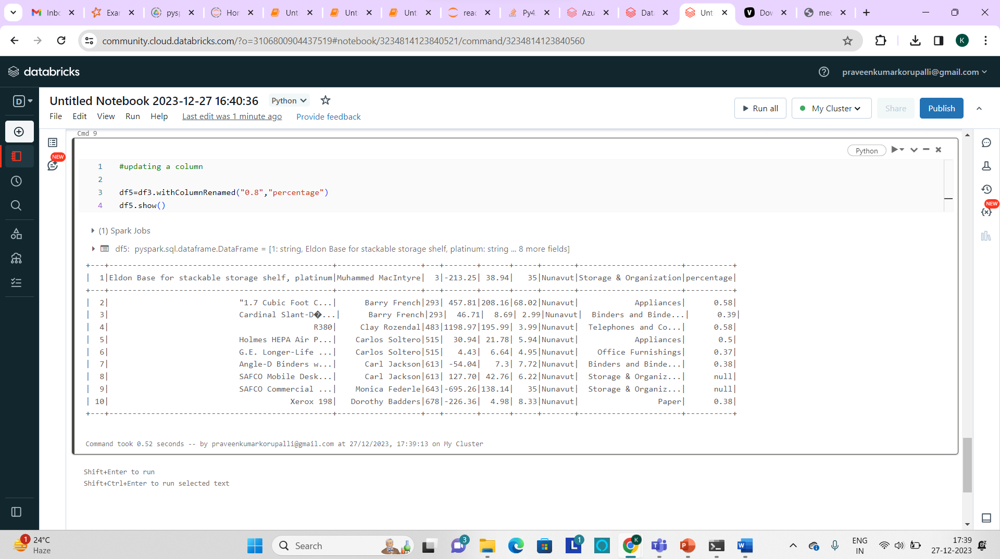 Inbc
Exar
pysp
Hor
Unt
Unt
Unt
reac
Py4.
Azu
Dat
Unt
Dov
med
community.cloud.databricks.com/?o=3106800904437519#notebook/3234814123840521/command/3234814123840560
K
databricks
praveenkumarkorupalli@gmail.com
D
Untitled Notebook 2023-12-27 16:40:36 Python
File Edit View Run Help Last edit was 1 minute ago Provide feedback
Run all My Cluster Share Publish
NEW
NEW
Cmd 9
Python
1 #updating a column
2
3 df5=df3.withColumnRenamed("0.8","percentage")
4 df5.show()
(1) Spark Jobs
df5: pyspark.sql.dataframe.DataFrame = [1: string, Eldon Base for stackable storage shelf, platinum: string ... 8 more fields]
+---+------------------------------------------------+------------------+---+-------+------+-----+-------+----------------------+----------+
|  1|Eldon Base for stackable storage shelf, platinum|Muhammed MacIntyre|  3|-213.25| 38.94|   35|Nunavut|Storage & Organization|percentage|
+---+------------------------------------------------+------------------+---+-------+------+-----+-------+----------------------+----------+
|  2|                            "1.7 Cubic Foot C...|      Barry French|293| 457.81|208.16|68.02|Nunavut|            Appliances|      0.58|
|  3|                            Cardinal Slant-D�...|      Barry French|293|  46.71|  8.69| 2.99|Nunavut|  Binders and Binde...|      0.39|
|  4|                                            R380|     Clay Rozendal|483|1198.97|195.99| 3.99|Nunavut|  Telephones and Co...|      0.58|
|  5|                            Holmes HEPA Air P...|    Carlos Soltero|515|  30.94| 21.78| 5.94|Nunavut|            Appliances|       0.5|
|  6|                            G.E. Longer-Life ...|    Carlos Soltero|515|   4.43|  6.64| 4.95|Nunavut|    Office Furnishings|      0.37|
|  7|                            Angle-D Binders w...|      Carl Jackson|613| -54.04|   7.3| 7.72|Nunavut|  Binders and Binde...|      0.38|
|  8|                            SAFCO Mobile Desk...|      Carl Jackson|613| 127.70| 42.76| 6.22|Nunavut|  Storage & Organiz...|      null|
|  9|                            SAFCO Commercial ...|    Monica Federle|643|-695.26|138.14|   35|Nunavut|  Storage & Organiz...|      null|
| 10|                                       Xerox 198|   Dorothy Badders|678|-226.36|  4.98| 8.33|Nunavut|                 Paper|      0.38|
+---+------------------------------------------------+------------------+---+-------+------+-----+-------+----------------------+----------+
Command took 0.52 seconds -- by praveenkumarkorupalli@gmail.com at 27/12/2023, 17:39:13 on My Cluster
Shift+Enter to run
Shift+Ctrl+Enter to run selected text
1
24°C
Haze
Search
3
1
K
ENG
IN
17:39
27-12-2023